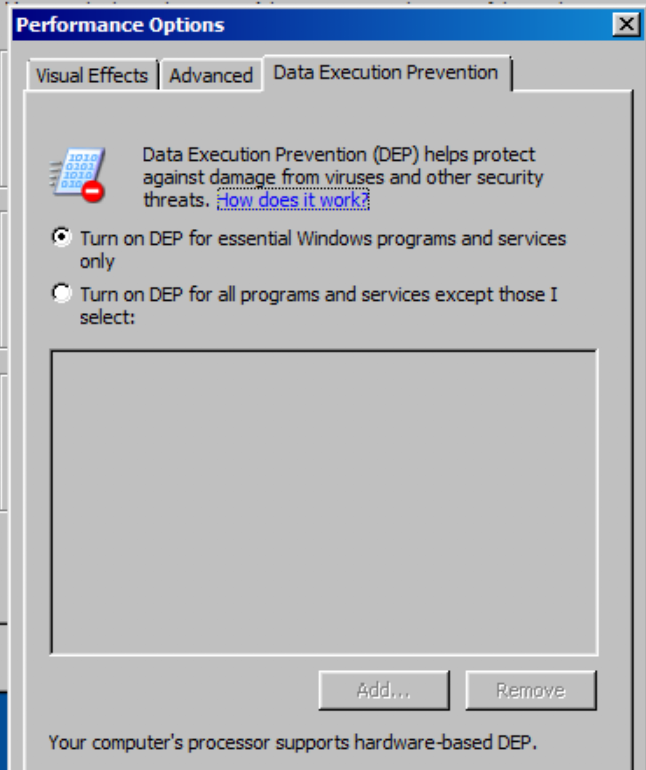 Performance Options
Visual Effects
Advanced
Data Execution Prevention
Data Execution Prevention (DEP) helps protect
against damage from viruses and other security
threats. How does it work?
Turn on DEP for essential Windows programs and services
only
Turn on DEP for all programs and services except those I
select:
Add...
Remove
Your computer's processor supports hardware-based DEP.